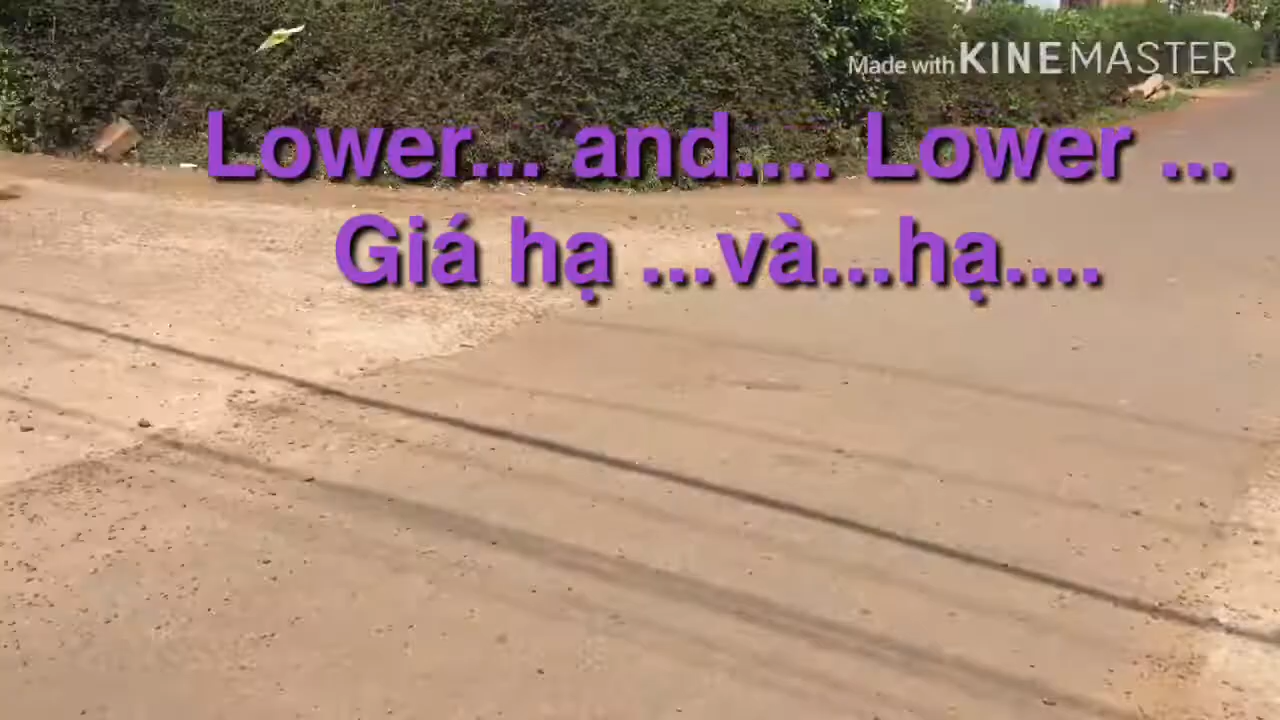 Made with KINEMASTER
Lower... and.... Lower ...
Giá hạ ...và...hạ....